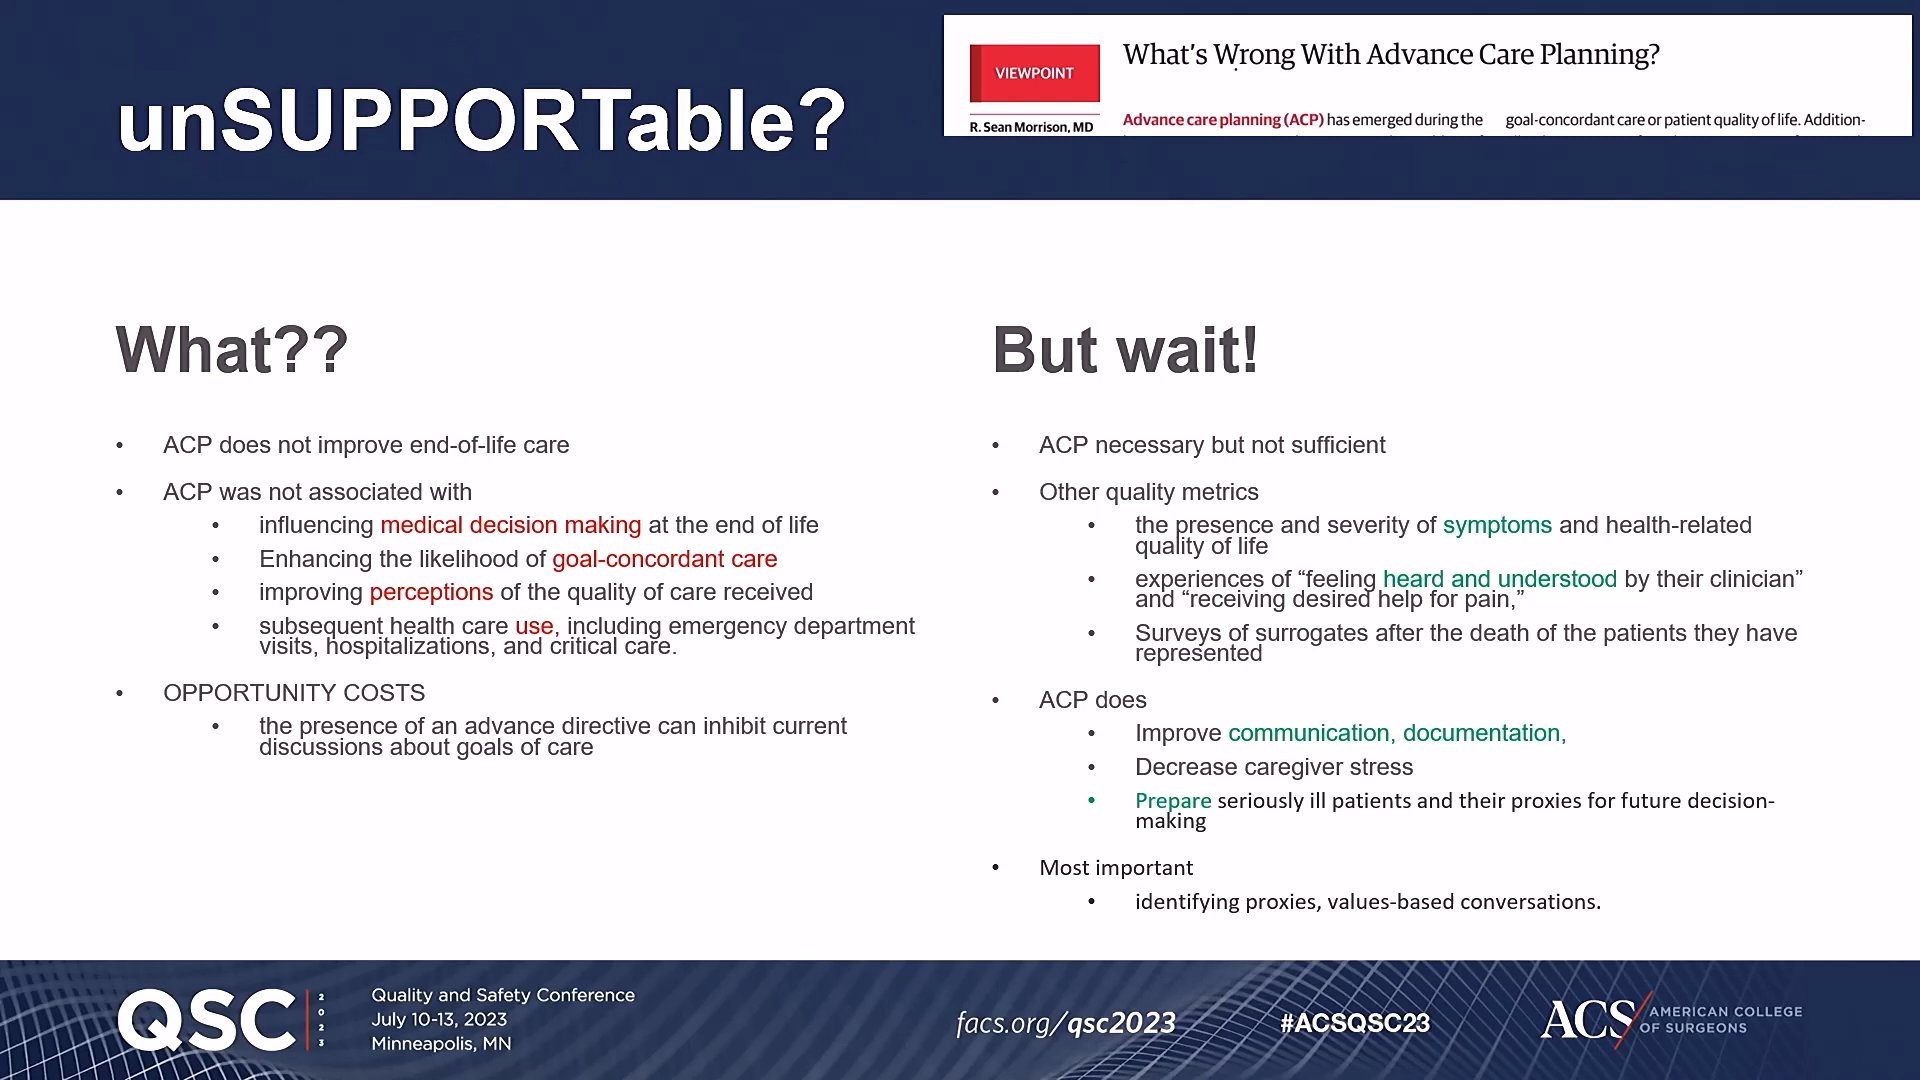 unSUPPORTable?
VIEWPOINT
R. Sean Morrison, MD
What's Wrong With Advance Care Planning?
Advance care planning (ACP) has emerged during the
goal-concordant care or patient quality of life. Addition-
What??
• ACP does not improve end-of-life care
• ACP was not associated with
• influencing medical decision making at the end of life
• Enhancing the likelihood of goal-concordant care
• improving perceptions of the quality of care received
• subsequent health care use, including emergency department
visits, hospitalizations, and critical care.
• OPPORTUNITY COSTS
• the presence of an advance directive can inhibit current
discussions about goals of care
But wait!
• ACP necessary but not sufficient
• Other quality metrics
• the presence and severity of symptoms and health-related
quality of life
• experiences of “feeling heard and understood by their clinician”
and “receiving desired help for pain,”
• Surveys of surrogates after the death of the patients they have
represented
• ACP does
• Improve communication, documentation,
• Decrease caregiver stress
• Prepare seriously ill patients and their proxies for future decision-
making
• Most important
• identifying proxies, values-based conversations.
QSC
2023
Quality and Safety Conference
July 10-13, 2023
Minneapolis, MN
facs.org/qsc2023
#ACSQSC23
ACS
AMERICAN COLLEGE
OF SURGEONS